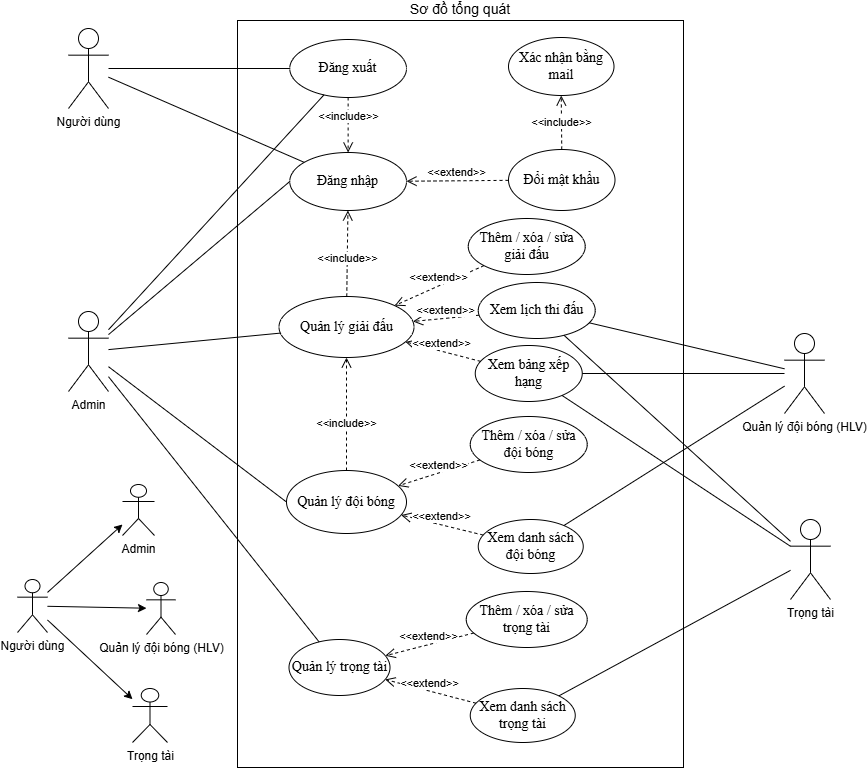 Sơ đồ tổng quát
Đăng xuất
Xác nhận bằng
mail
Người dùng
<<include>>
<<include>>
Đăng nhập
<<extend>>
Đổi mật khẩu
<<include>>
Thêm / xóa / sửa
giải đấu
<<extend>>
Xem lịch thi đấu
<<extend>>
Quản lý giải đấu
<<extend>>
Xem bảng xếp
hạng
Admin
Quản lý đội bóng (HLV)
<<include>>
Thêm / xóa / sửa
đội bóng
<<extend>>
Quản lý đội bóng
<<extend>>
Xem danh sách
đội bóng
Admin
Thêm / xóa / sửa
trọng tài
Trọng tài
<<extend>>
Người dùng
Quản lý đội bóng (HLV)
Quản lý trọng tài
<<extend>>
Xem danh sách
trọng tài
Trọng tài